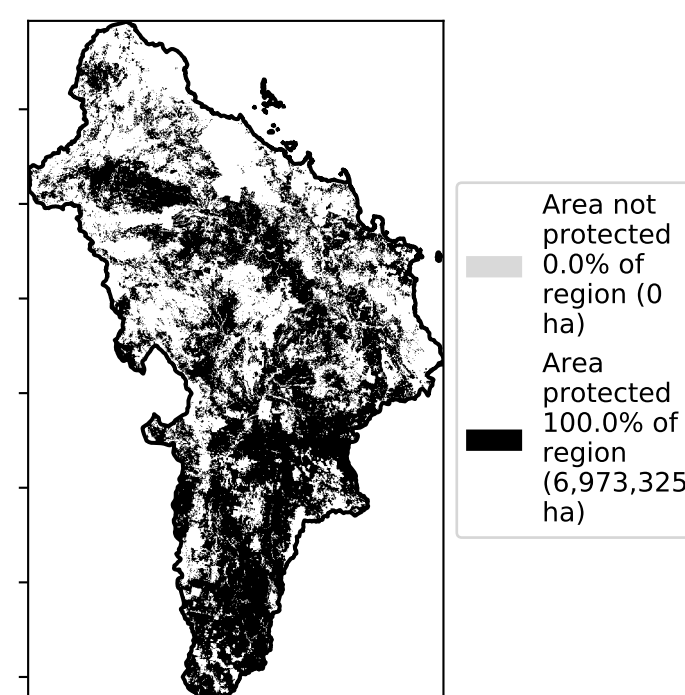 Area not
protected
0.0% of
region (0
ha)
Area
protected
100.0% of
region
(6,973,325
ha)